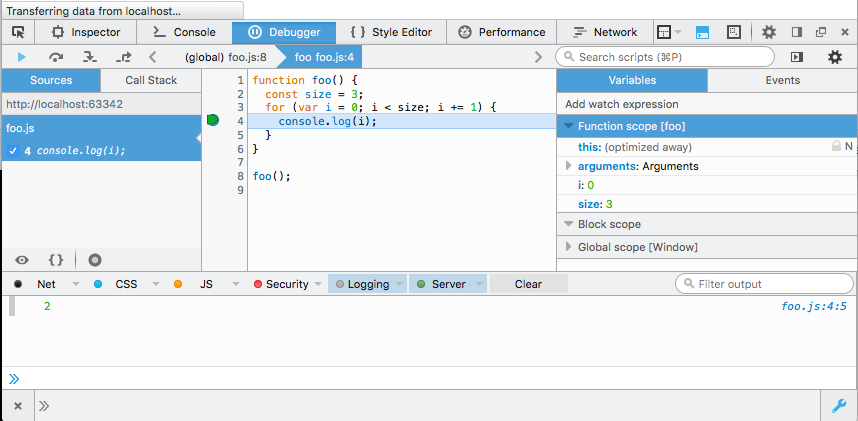 Transferring data from localhost...
Inspector Console Debugger { } Style Editor Performance Network
(global) foo.js:8 foo foo.js:4 Search scripts (⌘P)
Sources Call Stack
http://localhost:63342
foo.js
4 console.log(i);
1 function foo() {
2 const size = 3;
3 for (var i = 0; i < size; i += 1) {
4 console.log(i);
5 }
6 }
7
8 foo();
9
Variables Events
Add watch expression
Function scope [foo]
this: (optimized away) N
arguments: Arguments
i: 0
size: 3
Block scope
Global scope [Window]
{ }
Net CSS JS Security Logging Server Clear Filter output
2 foo.js:4:5
»
×  »